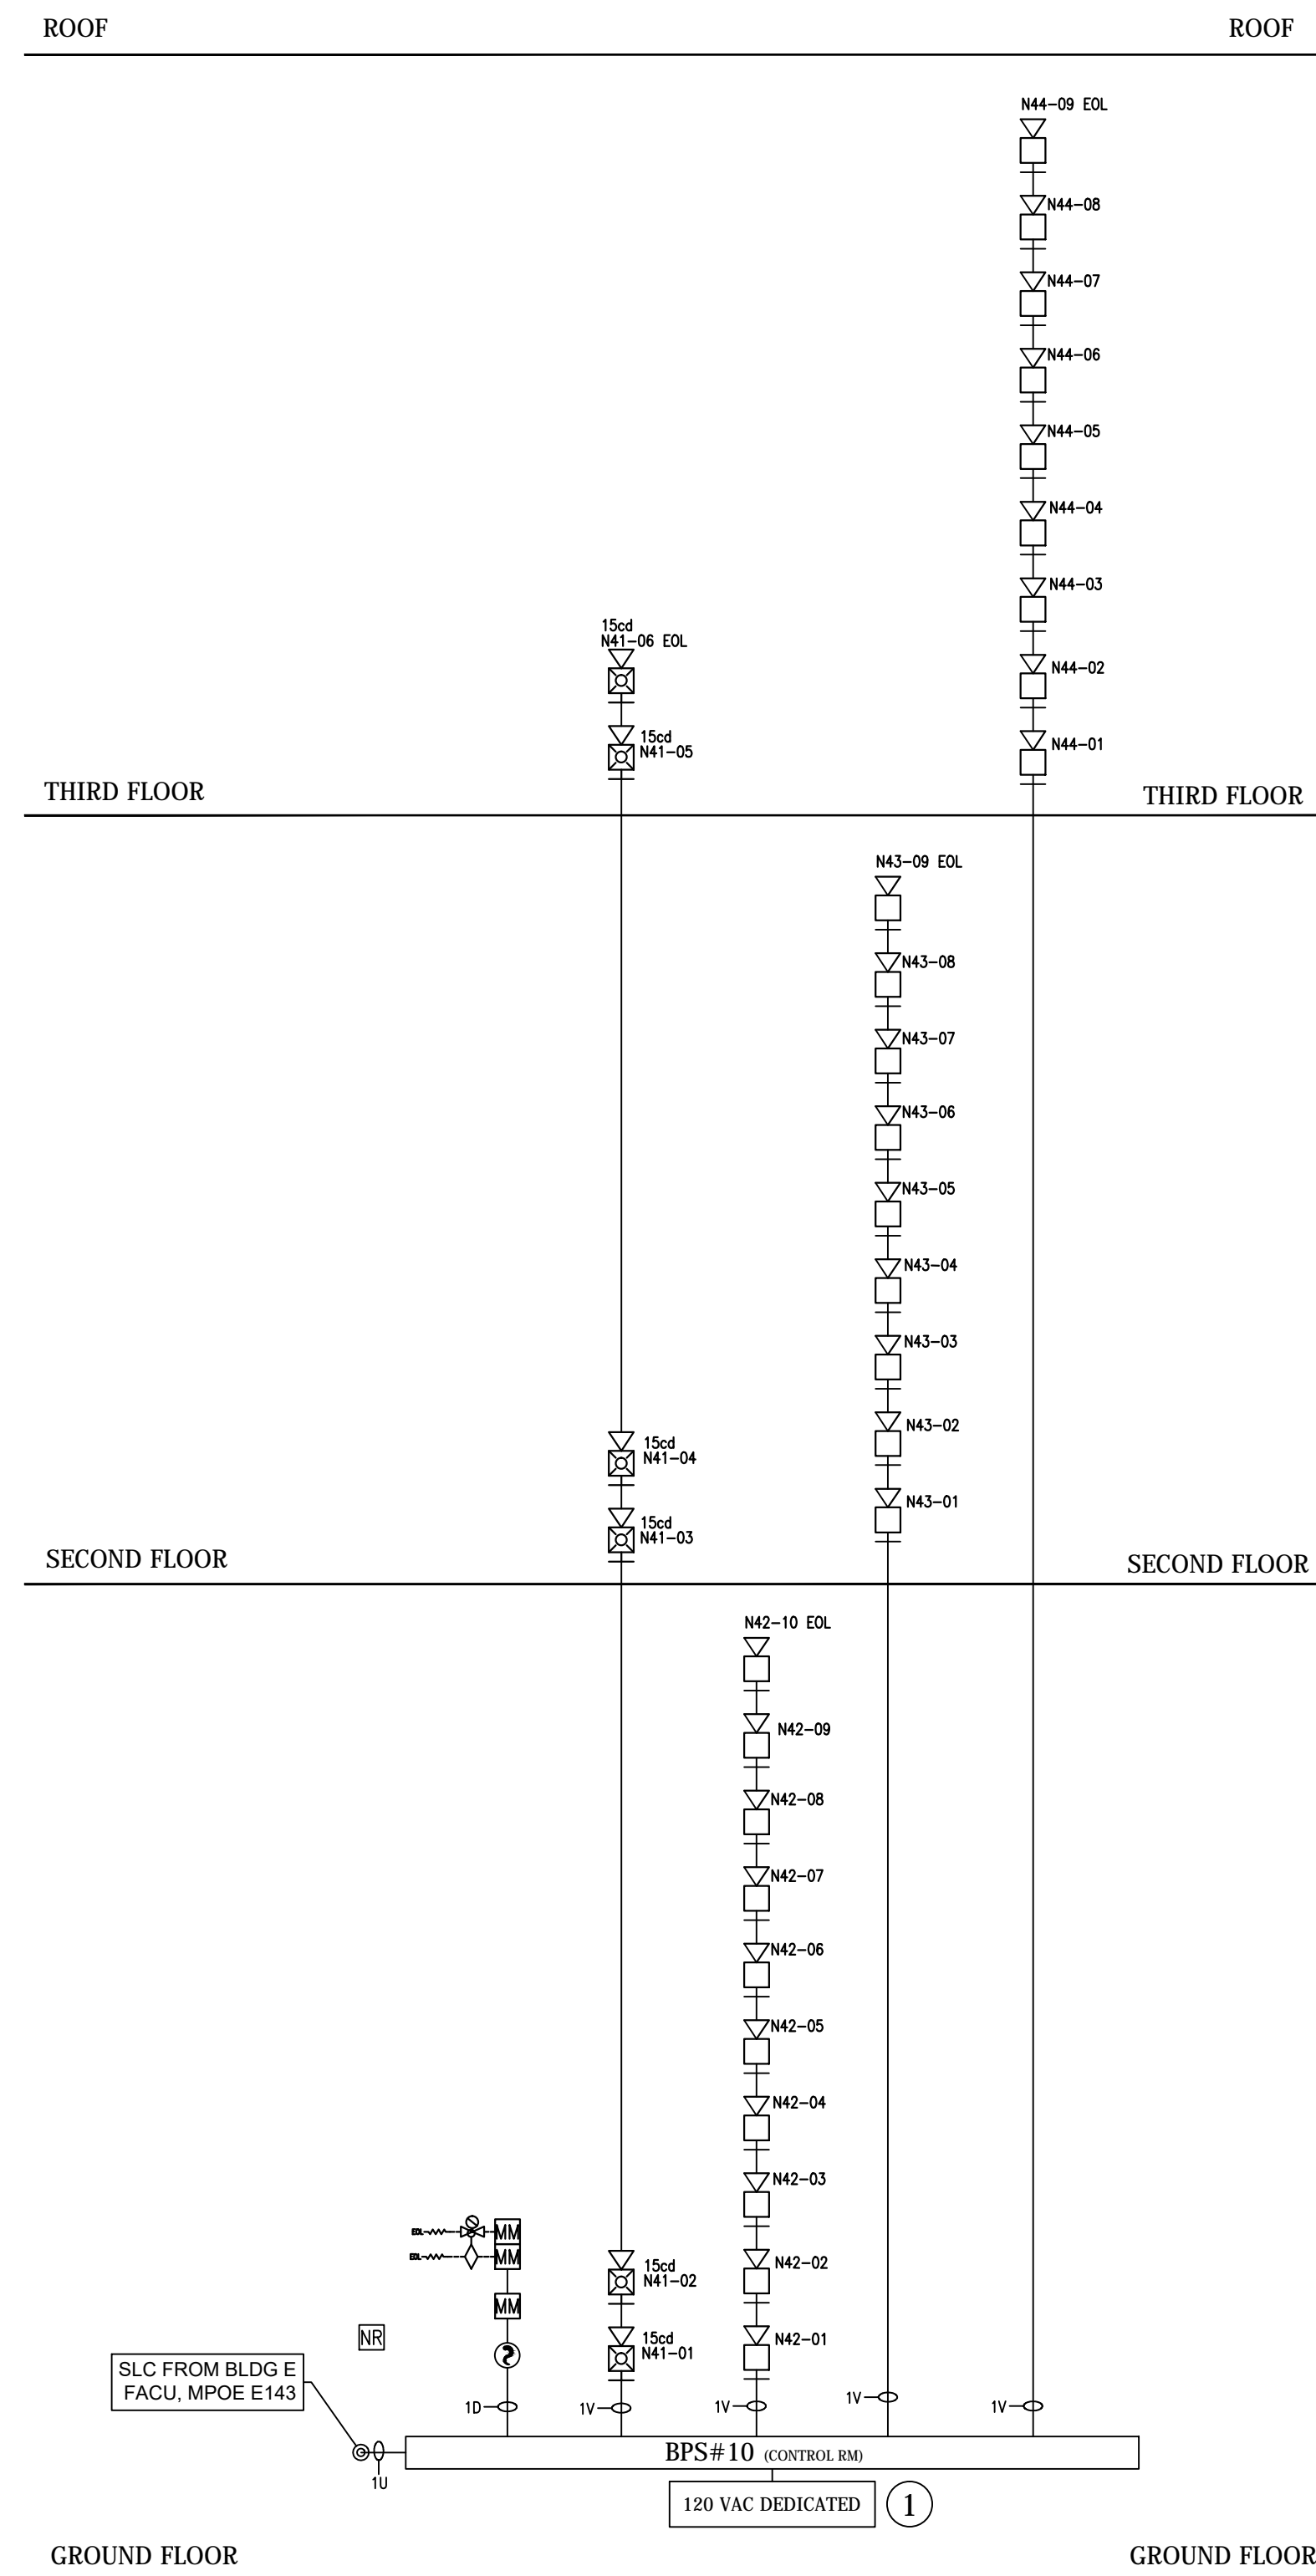 ROOF
ROOF
N44-09 EOL
N44-08
N44-07
N44-06
N44-05
N44-04
N44-03
N44-02
N44-01
15cd
N41-06 EOL
15cd
N41-05
THIRD FLOOR
THIRD FLOOR
N43-09 EOL
N43-08
N43-07
N43-06
N43-05
N43-04
N43-03
N43-02
N43-01
15cd
N41-04
15cd
N41-03
SECOND FLOOR
SECOND FLOOR
N42-10 EOL
N42-09
N42-08
N42-07
N42-06
N42-05
N42-04
N42-03
N42-02
N42-01
EOL
MM
EOL
MM
MM
15cd
N41-02
15cd
N41-01
NR
SLC FROM BLDG E
FACU, MPOE E143
1D
1V
1V
1V
1V
1U
BPS#10 (CONTROL RM)
120 VAC DEDICATED
1
GROUND FLOOR
GROUND FLOOR